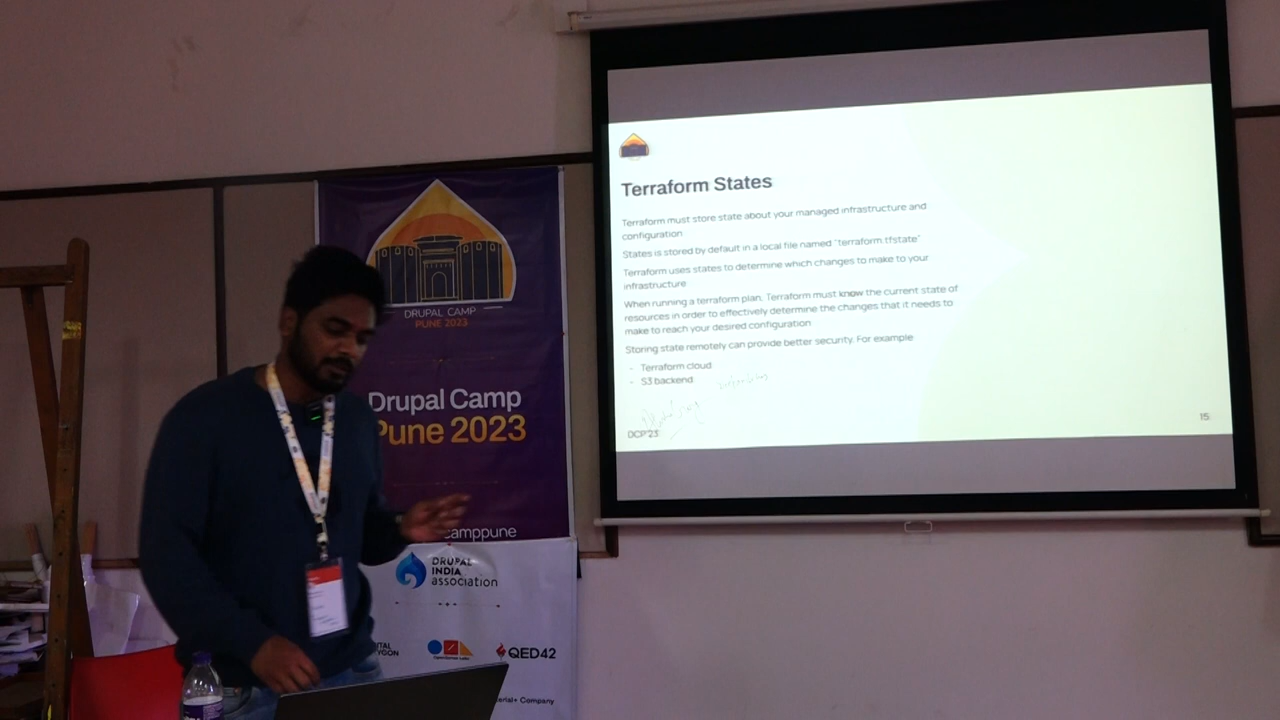 Terraform States
Terraform must store state about your managed infrastructure and
configuration
States is stored by default in a local file named "terraform.tfstate"
Terraform uses states to determine which changes to make to your
infrastructure
When running a terraform plan, Terraform must know the current state of
resources in order to effectively determine the changes that it needs to
make to reach your desired configuration
Storing state remotely can provide better security. For example
- Terraform cloud
- S3 backend
DCP'23
15
DRUPAL CAMP
PUNE 2023
Drupal Camp
Pune 2023
camppune
DRUPAL
INDIA
association
QED42
Company